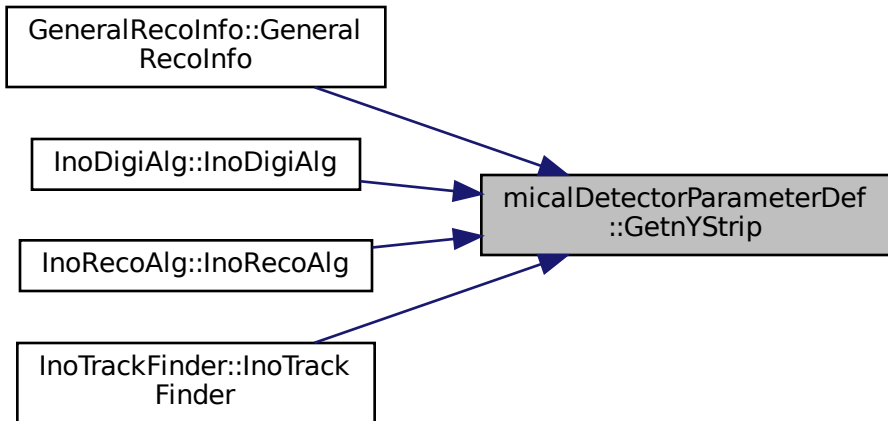 GeneralRecoInfo::General
RecoInfo
InoDigiAlg::InoDigiAlg
micalDetectorParameterDef
::GetnYStrip
InoRecoAlg::InoRecoAlg
InoTrackFinder::InoTrack
Finder